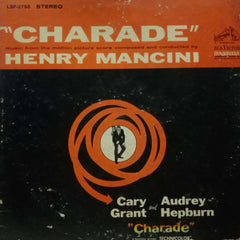 LSP-2755 STEREO
"CHARADE"
Music from the motion picture score composed and conducted by
HENRY MANCINI
RCA VICTOR
Cary Grant and Audrey Hepburn
"Charade"
TECHNICOLOR